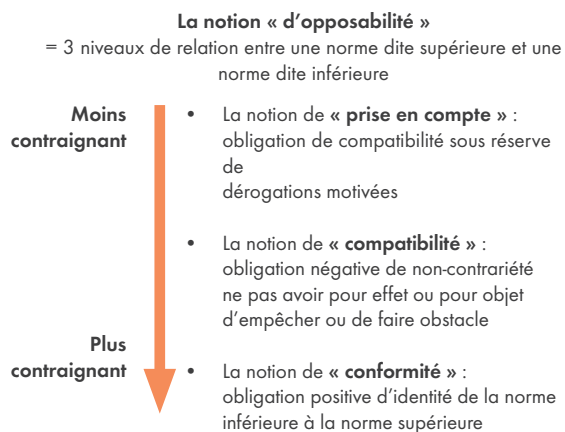 La notion « d'opposabilité »
= 3 niveaux de relation entre une norme dite supérieure et une
norme dite inférieure
Moins
contraignant
• La notion de « prise en compte » :
obligation de compatibilité sous réserve
de
dérogations motivées
• La notion de « compatibilité » :
obligation négative de non-contrariété
ne pas avoir pour effet ou pour objet
d'empêcher ou de faire obstacle
Plus
contraignant
• La notion de « conformité » :
obligation positive d'identité de la norme
inférieure à la norme supérieure